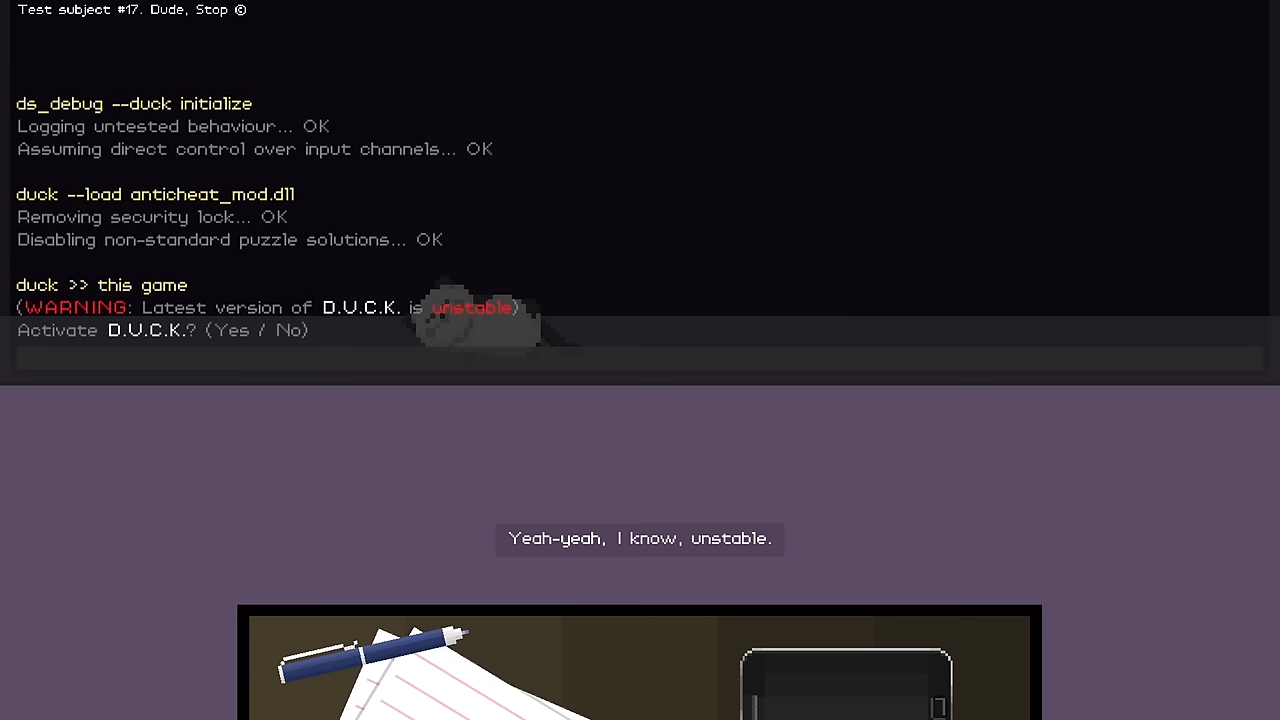 Test subject #17. Dude, Stop ©
ds_debug --duck initialize
Logging untested behaviour... OK
Assuming direct control over input channels... OK
duck --load anticheat_mod.dll
Removing security lock... OK
Disabling non-standard puzzle solutions... OK
duck >> this game
(WARNING: Latest version of D.U.C.K. is unstable)
Activate D.U.C.K.? (Yes / No)
Yeah-yeah, I know, unstable.